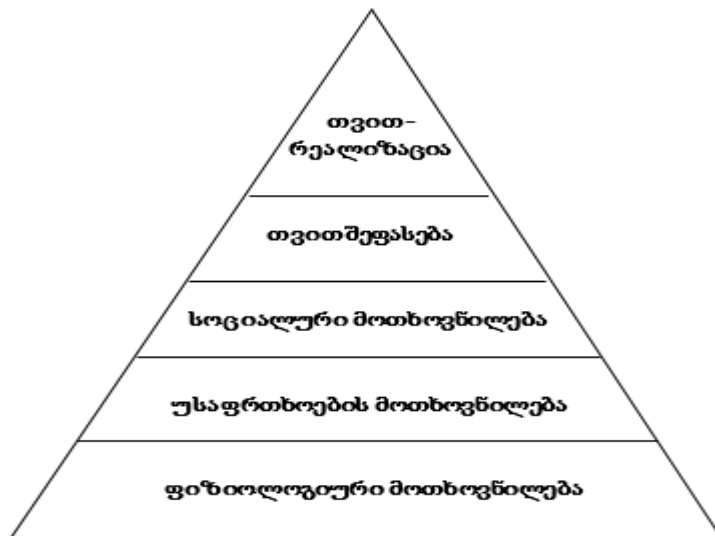 თვით-
რეალიზაცია
თვითშეფასება
სოციალური მოთხოვნილება
უსაფრთხოების მოთხოვნილება
ფიზიოლოგიური მოთხოვნილება